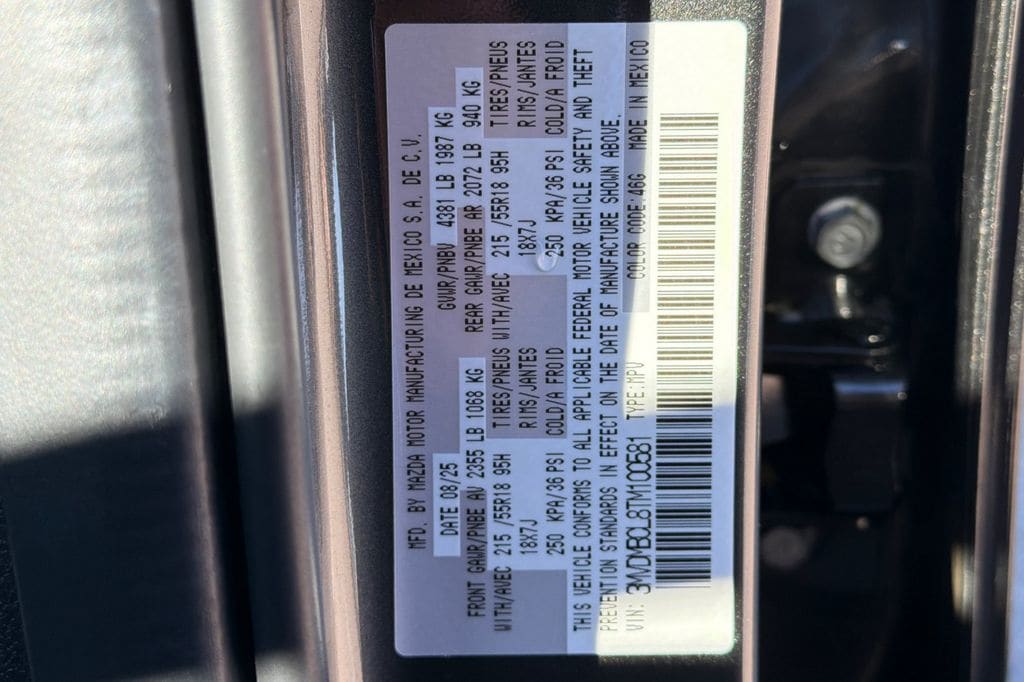 MFD. BY MAZDA MOTOR MANUFACTURING DE MEXICO S.A. DE C.V.
DATE 08/25 GVWR/PNBV 4381 LB 1987 KG
FRONT GAWR/PNBE AV 2355 LB 1068 KG REAR GAWR/PNBE AR 2072 LB 940 KG
WITH/AVEC 215 /55R18 95H TIRES/PNEUS WITH/AVEC 215 /55R18 95H TIRES/PNEUS
18X7J RIMS/JANTES 18X7J RIMS/JANTES
250 KPA/36 PSI COLD/A FROID 250 KPA/36 PSI COLD/A FROID
THIS VEHICLE CONFORMS TO ALL APPLICABLE FEDERAL MOTOR VEHICLE SAFETY AND THEFT
PREVENTION STANDARDS IN EFFECT ON THE DATE OF MANUFACTURE SHOWN ABOVE.
VIN: 3MVDMBCL8TM100581 TYPE:MPV COLOR CODE:46G MADE IN MEXICO